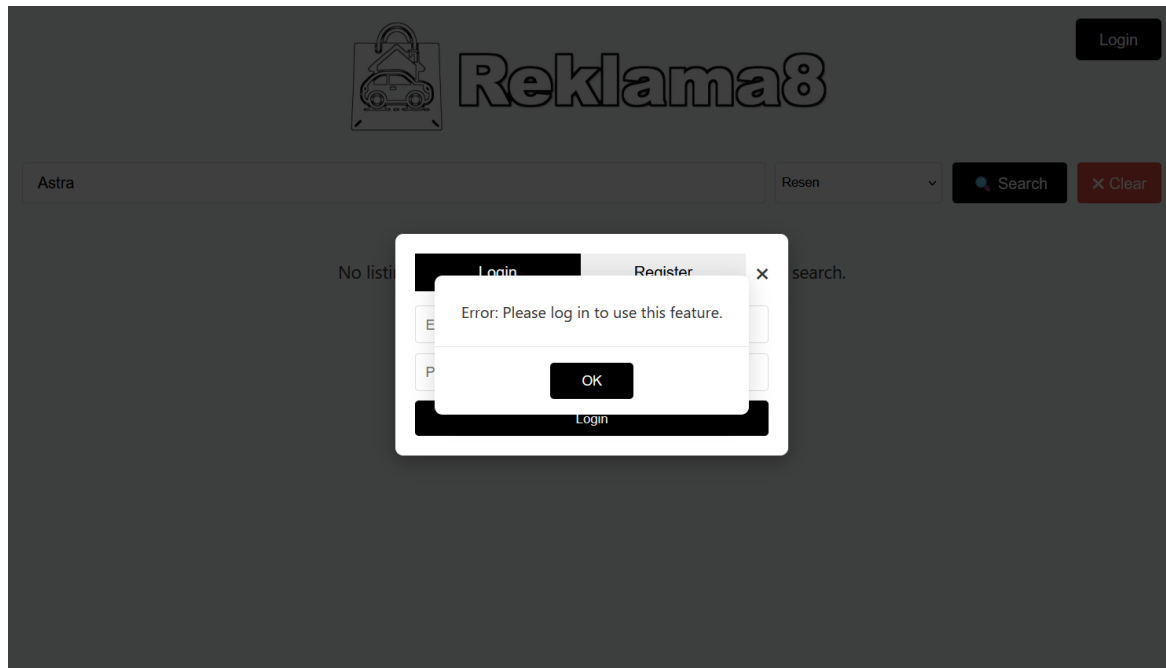 Reklama8
Login
Astra
Resen
Search
Clear
No listi
search.
Login
Register
Error: Please log in to use this feature.
E
P
OK
Login